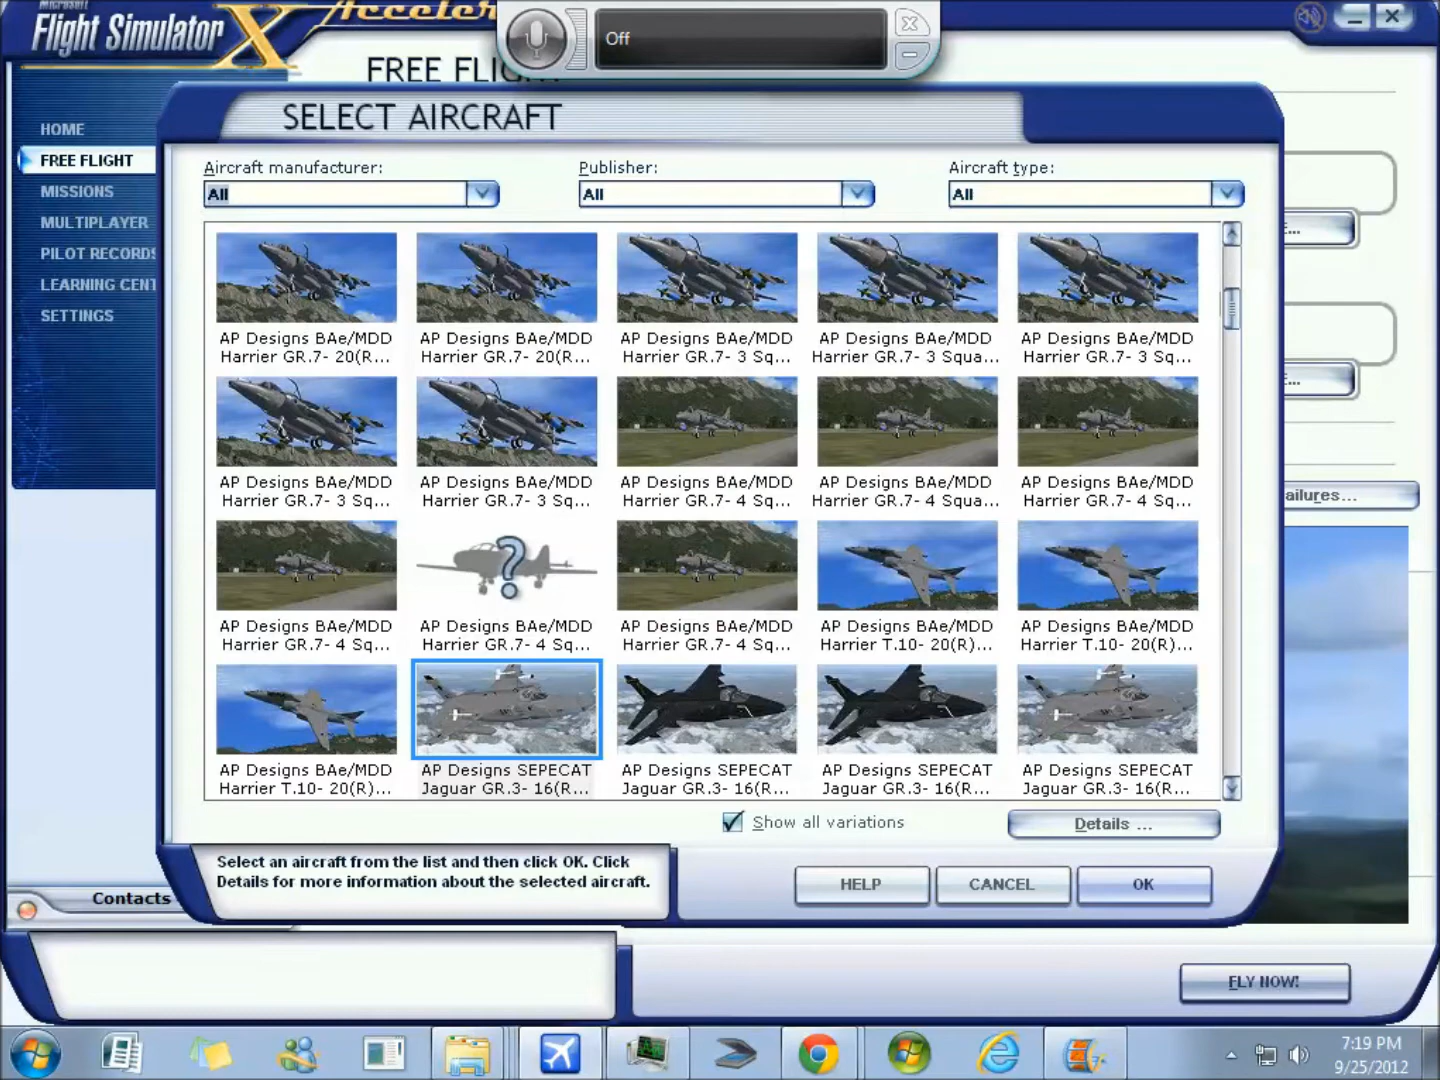 Microsoft
Flight Simulator X
Acceler
Off
FREE FLIGHT
SELECT AIRCRAFT
HOME
FREE FLIGHT
MISSIONS
MULTIPLAYER
PILOT RECORDS
LEARNING CENT
SETTINGS
Aircraft manufacturer:
Publisher:
Aircraft type:
All
All
All
AP Designs BAe/MDD
Harrier GR.7- 20(R...
AP Designs BAe/MDD
Harrier GR.7- 20(R...
AP Designs BAe/MDD
Harrier GR.7- 3 Sq...
AP Designs BAe/MDD
Harrier GR.7- 3 Squa...
AP Designs BAe/MDD
Harrier GR.7- 3 Sq...
AP Designs BAe/MDD
Harrier GR.7- 3 Sq...
AP Designs BAe/MDD
Harrier GR.7- 3 Sq...
AP Designs BAe/MDD
Harrier GR.7- 4 Sq...
AP Designs BAe/MDD
Harrier GR.7- 4 Squa...
AP Designs BAe/MDD
Harrier GR.7- 4 Sq...
AP Designs BAe/MDD
Harrier GR.7- 4 Sq...
AP Designs BAe/MDD
Harrier GR.7- 4 Sq...
AP Designs BAe/MDD
Harrier GR.7- 4 Sq...
AP Designs BAe/MDD
Harrier T.10- 20(R)...
AP Designs BAe/MDD
Harrier T.10- 20(R)...
AP Designs BAe/MDD
Harrier T.10- 20(R)...
AP Designs SEPECAT
Jaguar GR.3- 16(R...
AP Designs SEPECAT
Jaguar GR.3- 16(R...
AP Designs SEPECAT
Jaguar GR.3- 16(R...
AP Designs SEPECAT
Jaguar GR.3- 16(R...
E...
E...
ailures...
Show all variations
Details ...
Select an aircraft from the list and then click OK. Click
Details for more information about the selected aircraft.
HELP
CANCEL
OK
Contacts
FLY NOW!
7:19 PM
9/25/2012